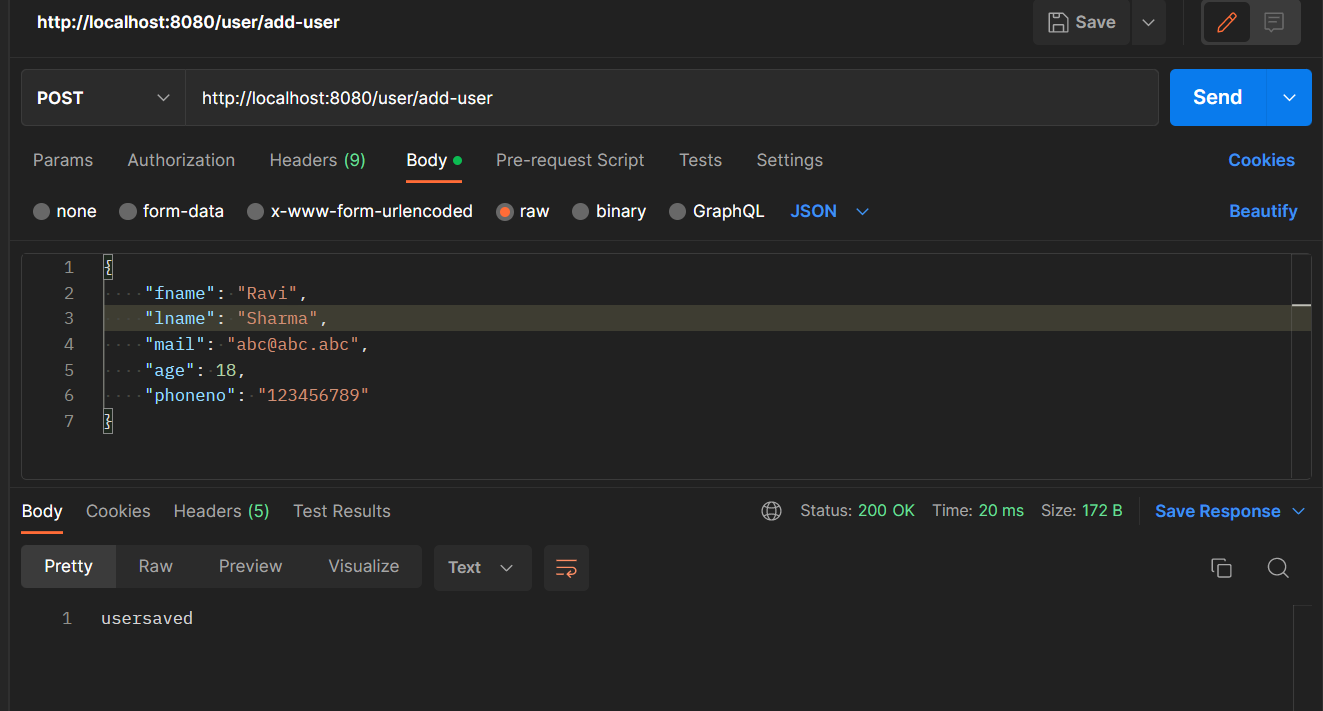 http://localhost:8080/user/add-user Save
POST http://localhost:8080/user/add-user Send
Params Authorization Headers (9) Body Pre-request Script Tests Settings Cookies
none form-data x-www-form-urlencoded raw binary GraphQL JSON Beautify
1 {
2 "fname": "Ravi",
3 "lname": "Sharma",
4 "mail": "abc@abc.abc",
5 "age": 18,
6 "phoneno": "123456789"
7 }
Body Cookies Headers (5) Test Results Status: 200 OK Time: 20 ms Size: 172 B Save Response
Pretty Raw Preview Visualize Text
1 usersaved